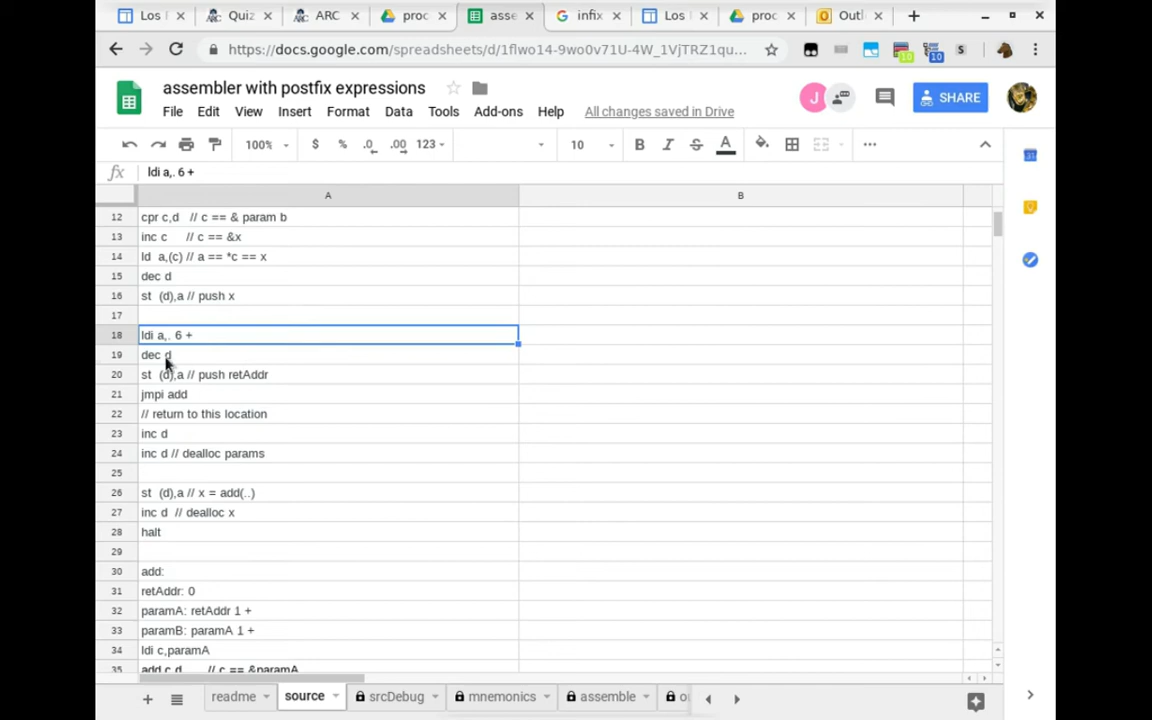 Los F
Quiz
ARC
proc
asse
infix
Los
proc
Outl
https://docs.google.com/spreadsheets/d/1flwo14-9wo0v71U-4W_1VjTRZ1qu...
10
10
S
assembler with postfix expressions
J
SHARE
File Edit View Insert Format Data Tools Add-ons Help All changes saved in Drive
100% $ % .0 .00 123 10 B I S A
fx ldi a,. 6 +
A B
12 cpr c,d // c == & param b
13 inc c // c == &x
14 ld a,(c) // a == *c == x
15 dec d
16 st (d),a // push x
17
18 ldi a,. 6 +
19 dec d
20 st (d),a // push retAddr
21 jmpi add
22 // return to this location
23 inc d
24 inc d // dealloc params
25
26 st (d),a // x = add(..)
27 inc d // dealloc x
28 halt
29
30 add:
31 retAddr: 0
32 paramA: retAddr 1 +
33 paramB: paramA 1 +
34 ldi c,paramA
35 add c,d // c == &paramA
readme source srcDebug mnemonics assemble